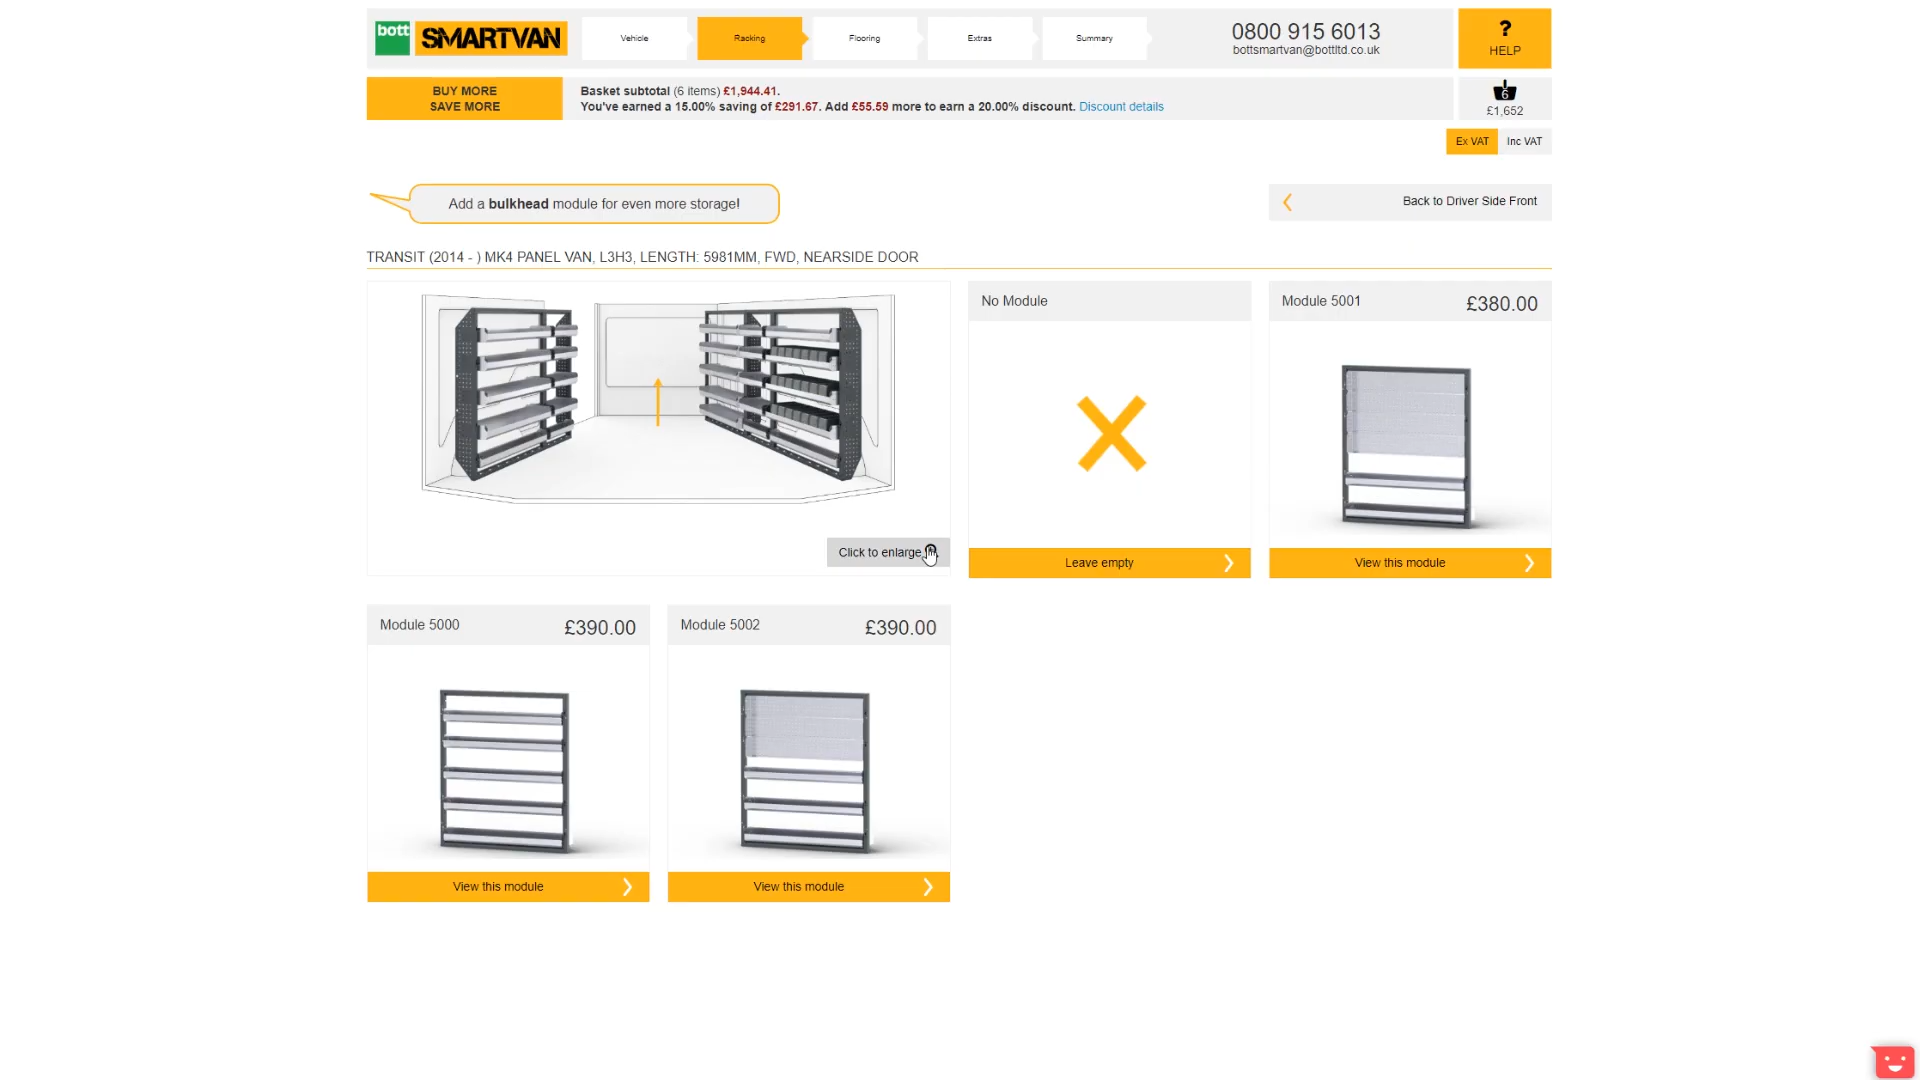 bott SMARTVAN
Vehicle
Racking
Flooring
Extras
Summary
0800 915 6013
bottsmartvan@bottltd.co.uk
?
HELP
BUY MORE
SAVE MORE
Basket subtotal (6 items) £1,944.41.
You've earned a 15.00% saving of £291.67. Add £55.59 more to earn a 20.00% discount. Discount details
6
£1,652
Ex VAT
Inc VAT
Add a bulkhead module for even more storage!
Back to Driver Side Front
TRANSIT (2014 - ) MK4 PANEL VAN, L3H3, LENGTH: 5981MM, FWD, NEARSIDE DOOR
Click to enlarge
No Module
Leave empty
Module 5001
£380.00
View this module
Module 5000
£390.00
View this module
Module 5002
£390.00
View this module